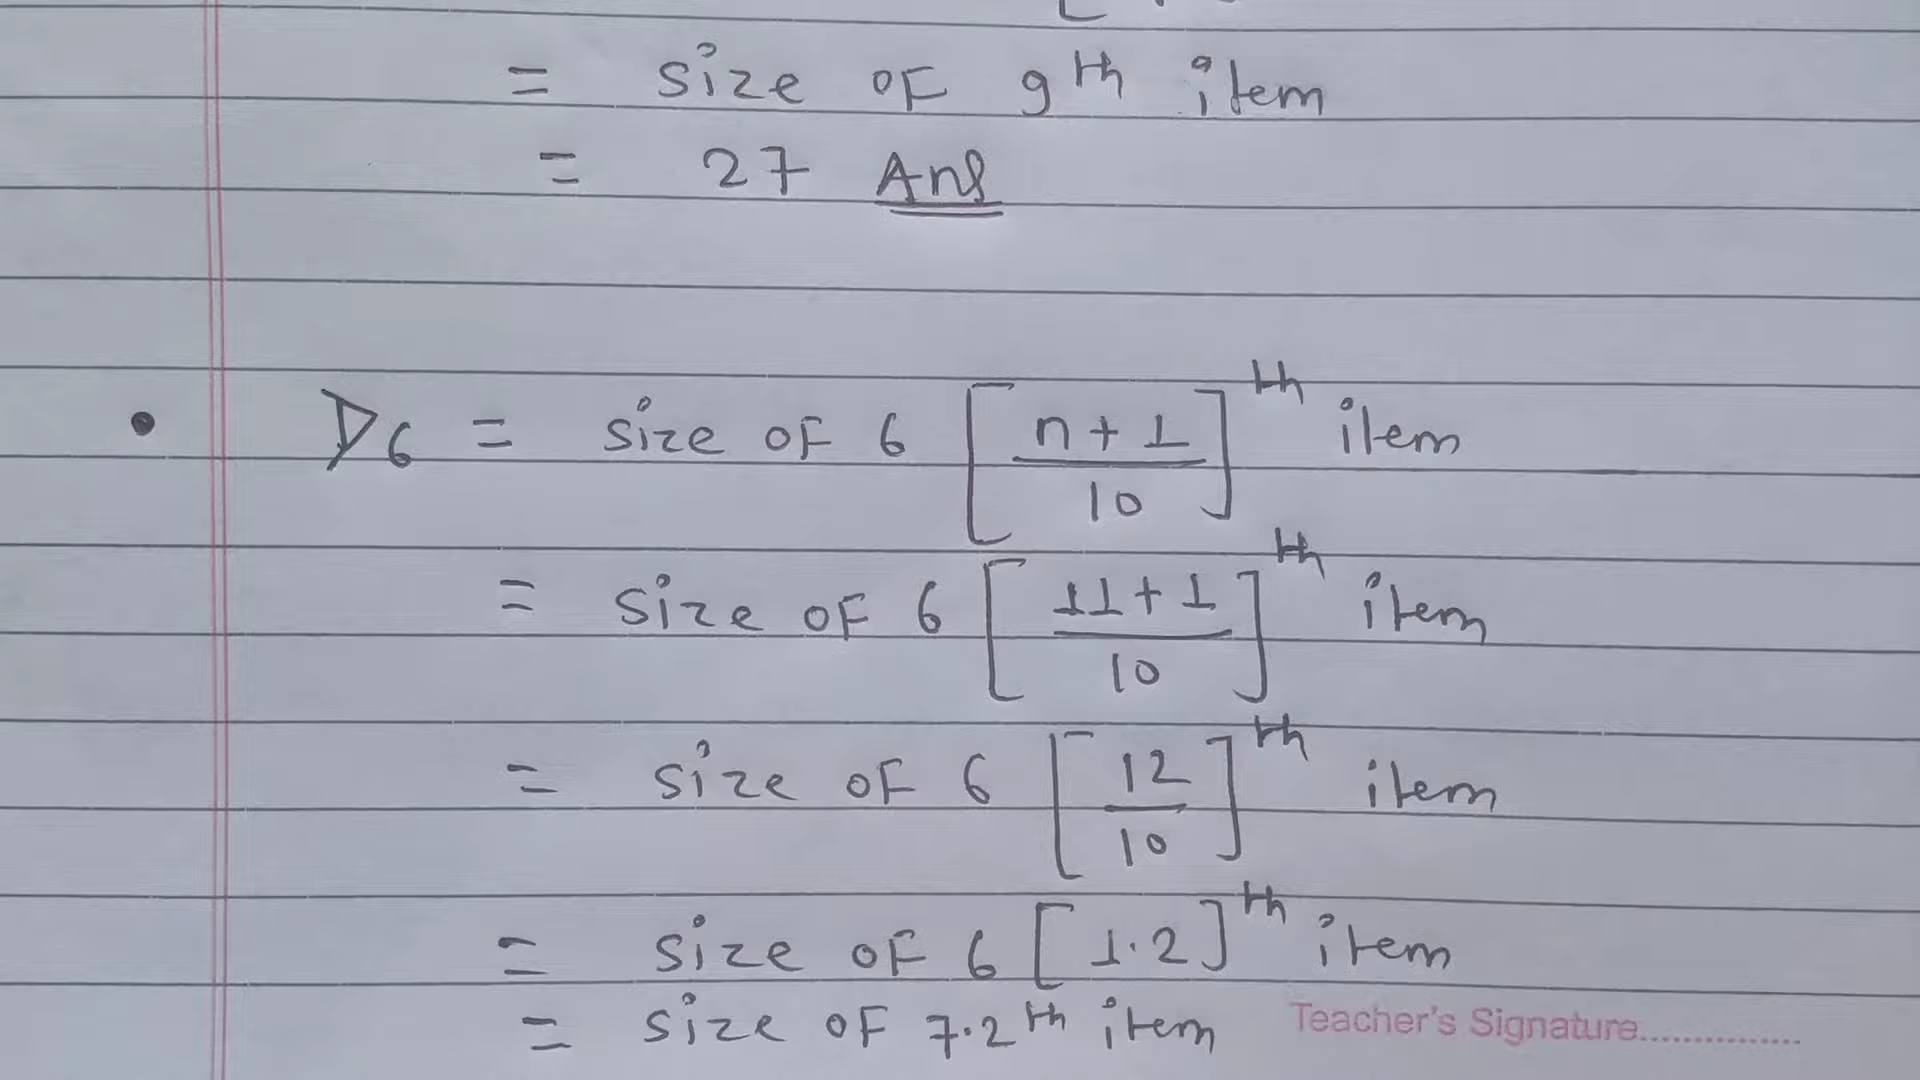 = size of 9th item
= 27 Ans
• D6 = size of 6 [n+1/10]th item
= size of 6 [11+1/10]th item
= size of 6 [12/10]th item
= size of 6 [1.2]th item
= size of 7.2th item
Teacher's Signature................